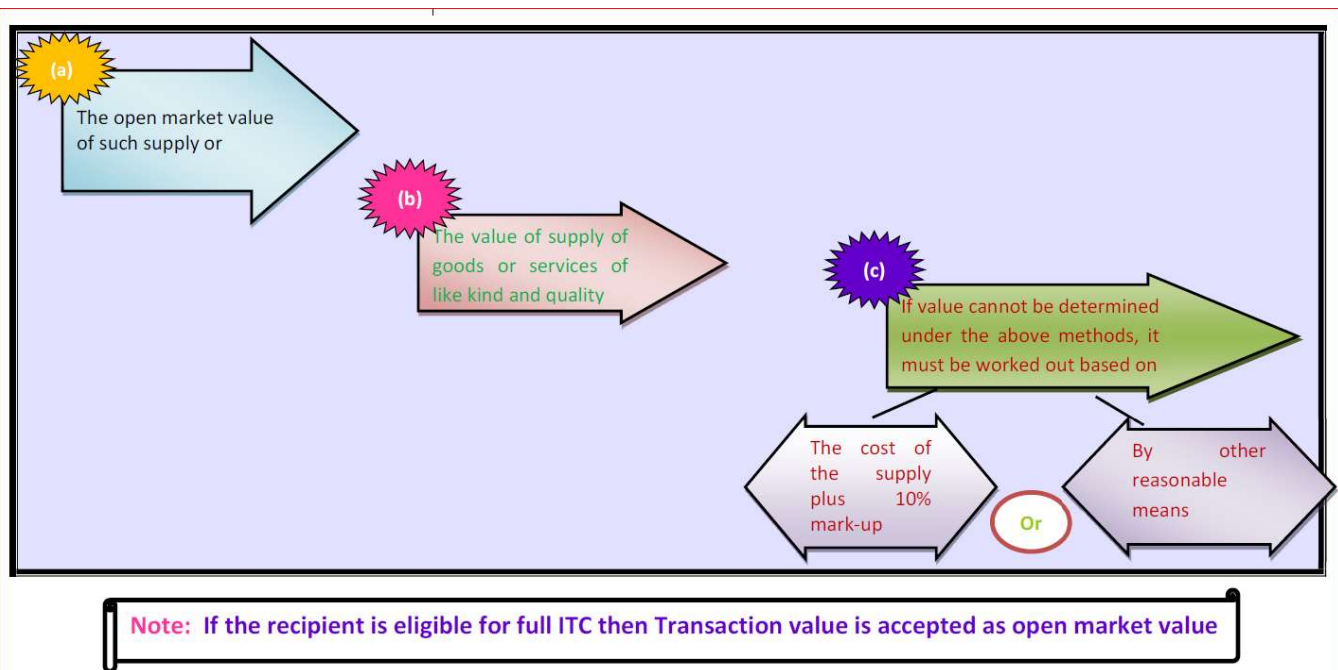 (a)
The open market value
of such supply or
(b)
The value of supply of
goods or services of
like kind and quality
(c)
If value cannot be determined
under the above methods, it
must be worked out based on
The cost of
the supply
plus 10%
mark-up
Or
By other
reasonable
means
Note: If the recipient is eligible for full ITC then Transaction value is accepted as open market value